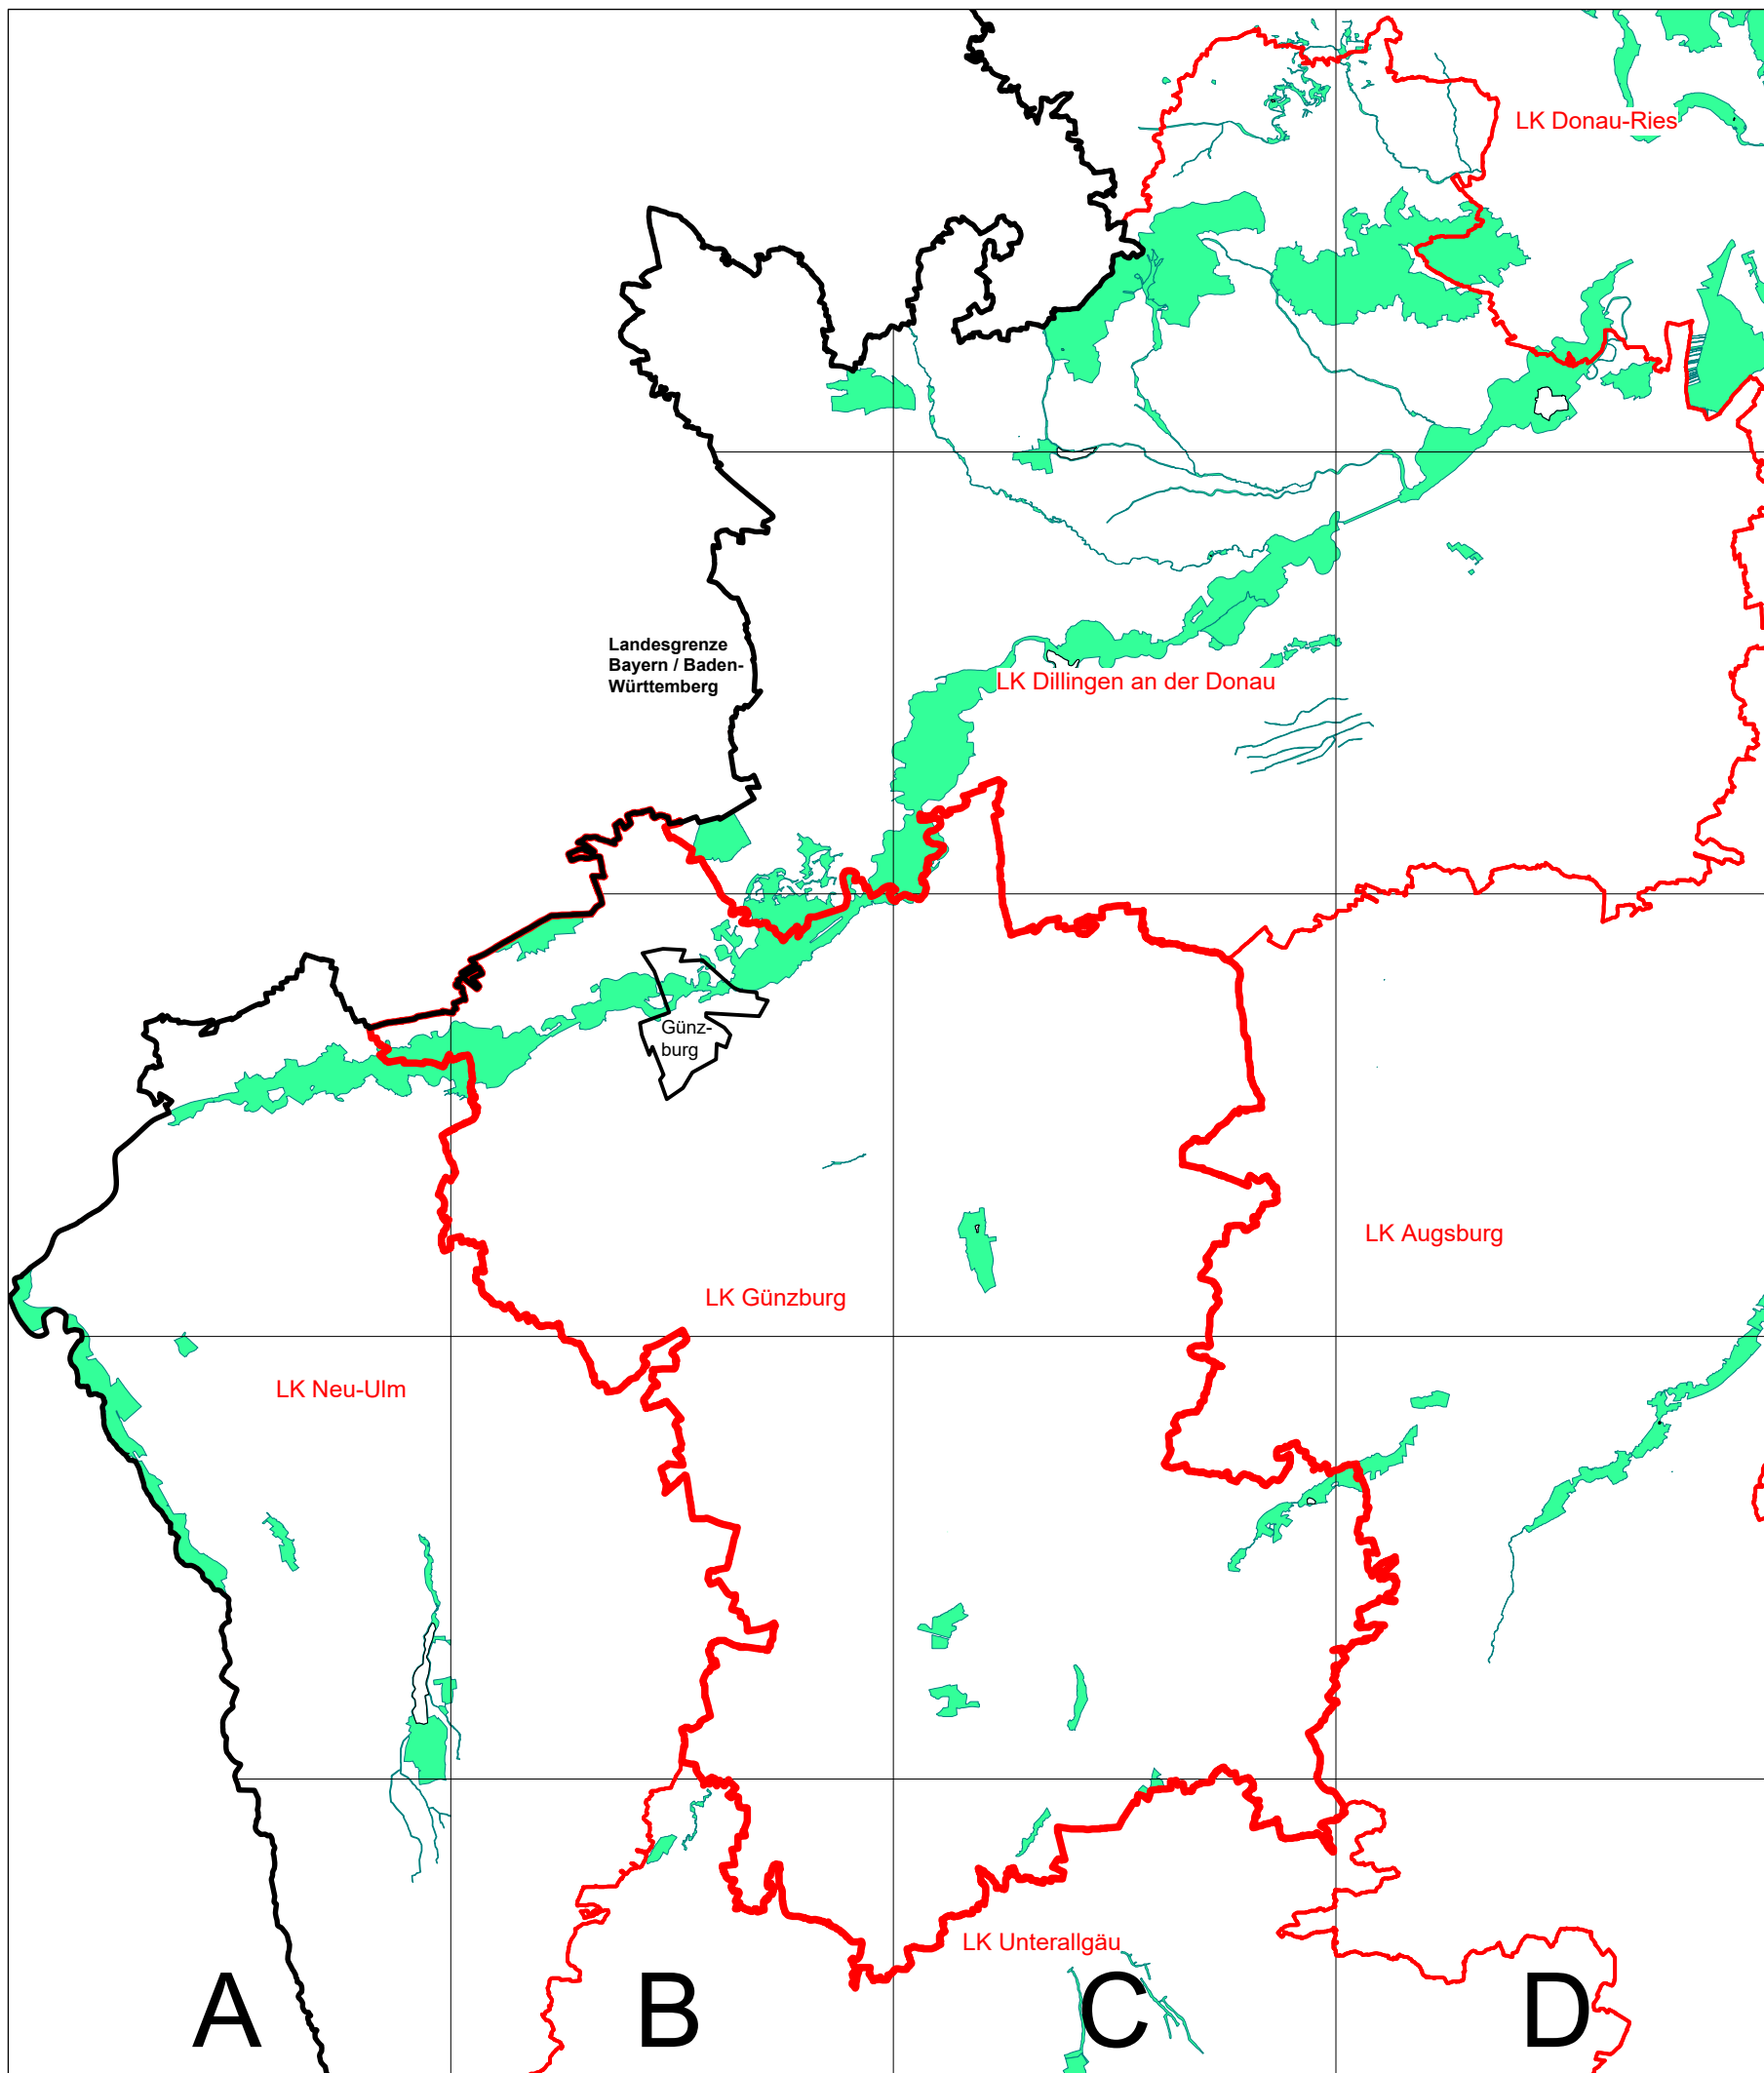 LK Donau-Ries
Landesgrenze
Bayern / Baden-
Württemberg
LK Dillingen an der Donau
Günz-
burg
LK Augsburg
LK Günzburg
LK Neu-Ulm
LK Unterallgäu
A B C D